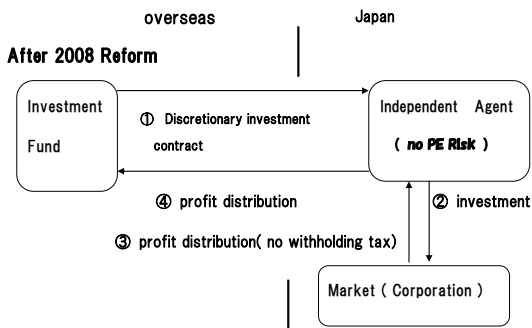 overseas
Japan
After 2008 Reform
Investment
Fund
① Discretionary investment
contract
Independent Agent
( no PE Risk )
④ profit distribution
② investment
③ profit distribution( no withholding tax)
Market ( Corporation )